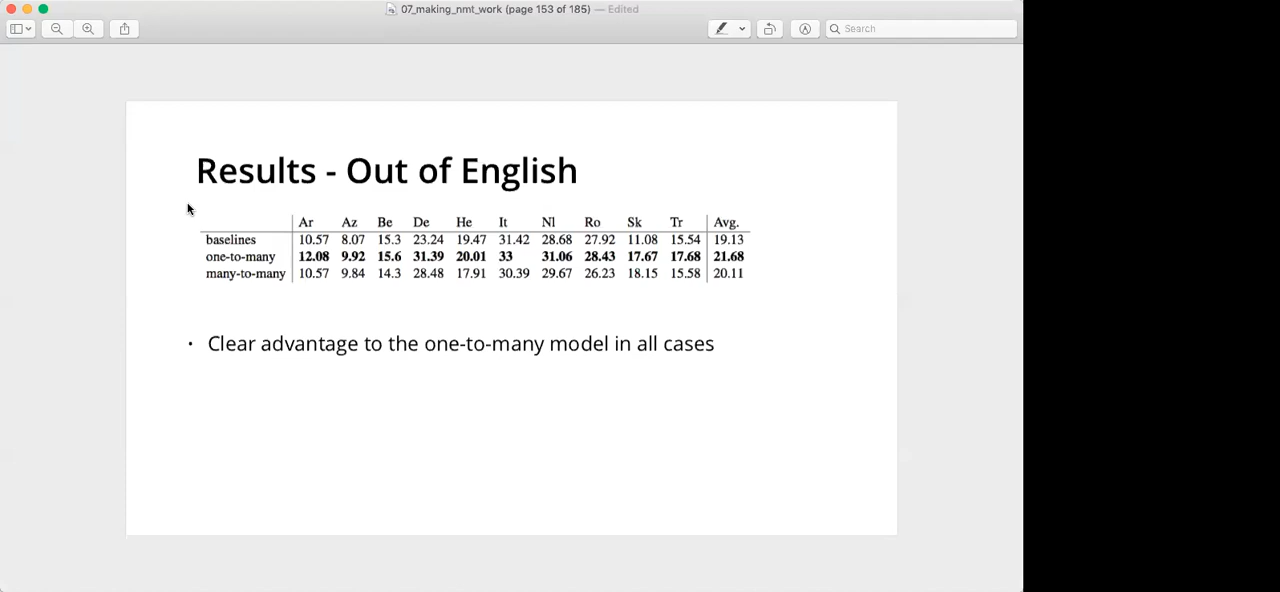 07_making_nmt_work (page 153 of 185) — Edited
Search
Results - Out of English
Ar Az Be De He It Nl Ro Sk Tr Avg.
baselines 10.57 8.07 15.3 23.24 19.47 31.42 28.68 27.92 11.08 15.54 19.13
one-to-many 12.08 9.92 15.6 31.39 20.01 33 31.06 28.43 17.67 17.68 21.68
many-to-many 10.57 9.84 14.3 28.48 17.91 30.39 29.67 26.23 18.15 15.58 20.11
• Clear advantage to the one-to-many model in all cases